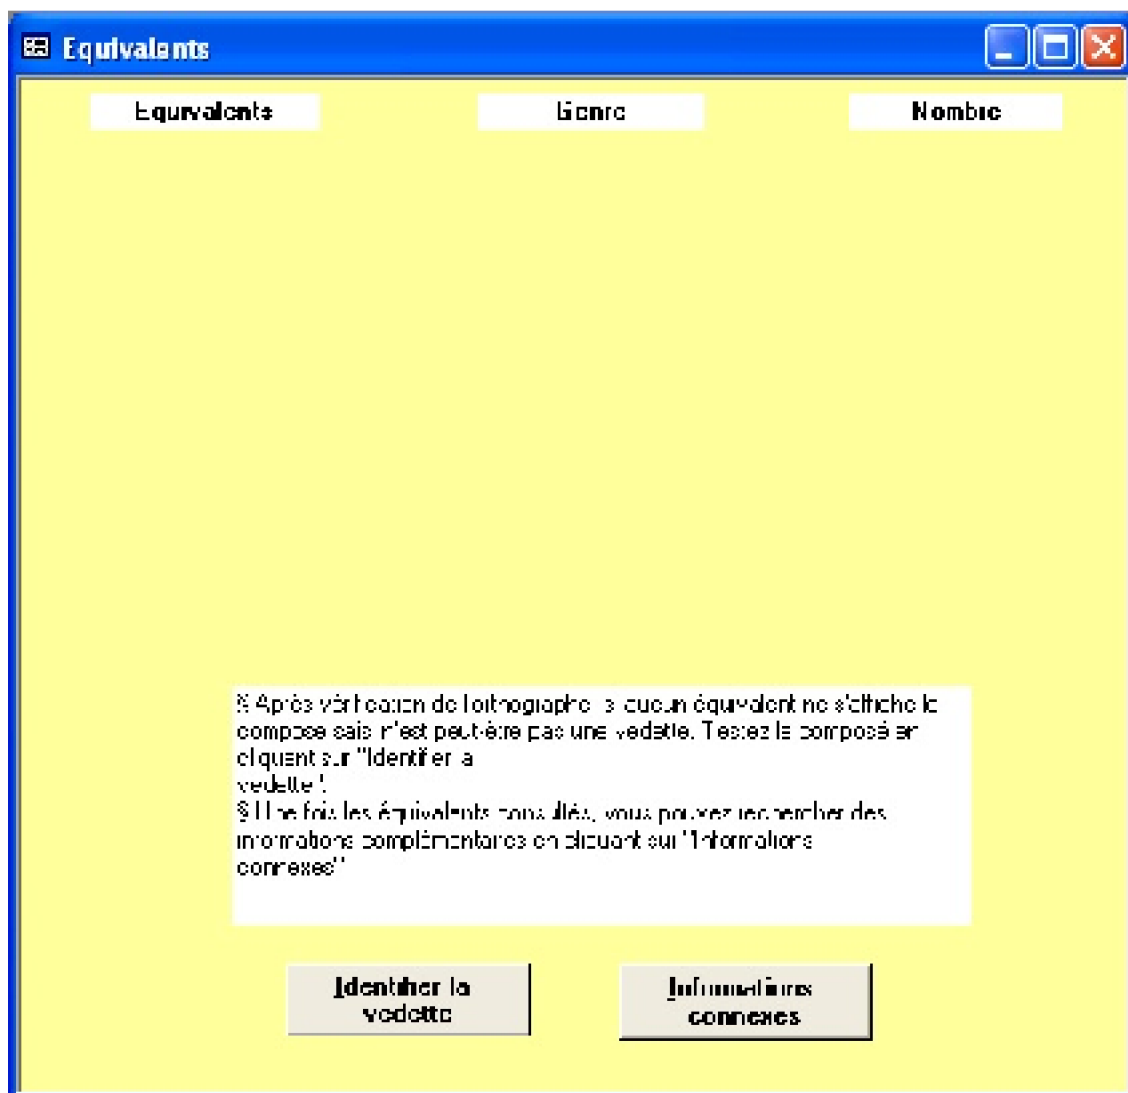 Equivalents
Equivalents Genre Nombre
§ Après vérification de l'orthographe si aucun équivalent ne s'affiche le
composé saisi n'est peut-être pas une vedette. Testez le composé en
cliquant sur "Identifier la
vedette".
§ Une fois les équivalents consultés, vous pouvez rechercher des
informations complémentaires en cliquant sur "Informations
connexes"
Identifier la
vedette
Informations
connexes